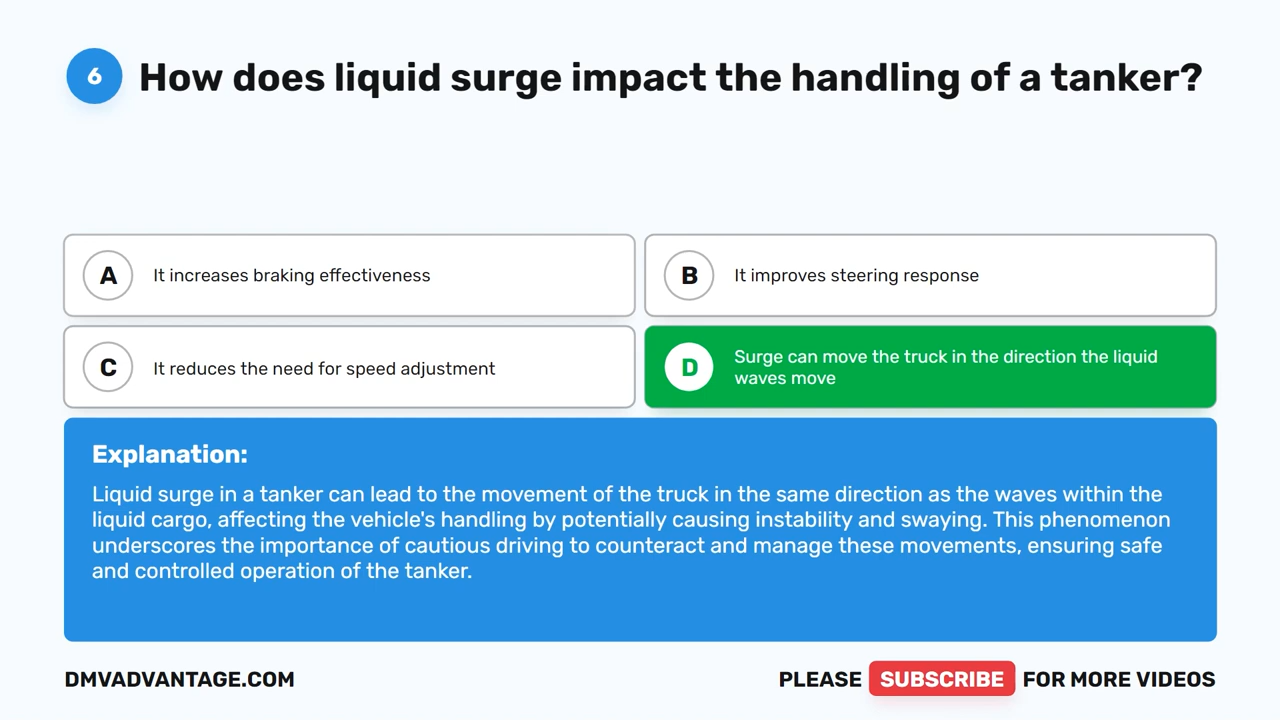 6
How does liquid surge impact the handling of a tanker?
A
It increases braking effectiveness
B
It improves steering response
C
It reduces the need for speed adjustment
D
Surge can move the truck in the direction the liquid
waves move
Explanation:
Liquid surge in a tanker can lead to the movement of the truck in the same direction as the waves within the
liquid cargo, affecting the vehicle's handling by potentially causing instability and swaying. This phenomenon
underscores the importance of cautious driving to counteract and manage these movements, ensuring safe
and controlled operation of the tanker.
DMVADVANTAGE.COM
PLEASE SUBSCRIBE FOR MORE VIDEOS